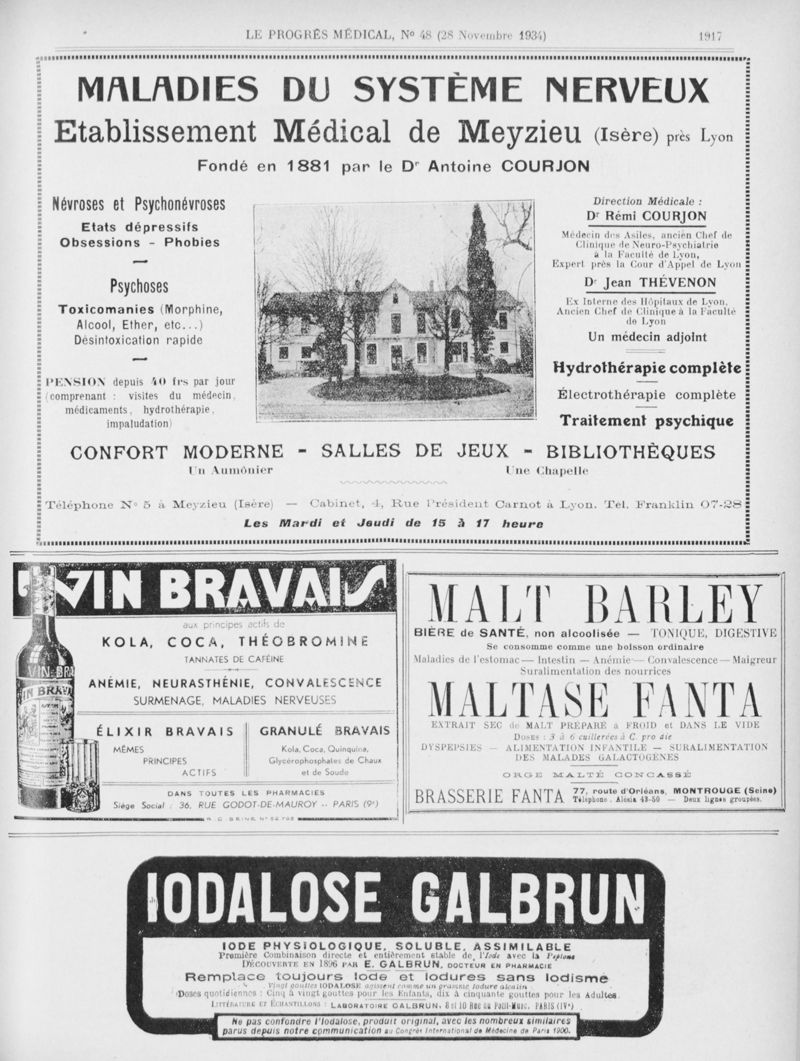 LE PROGRÈS MÉDICAL, No 48 (28 Novembre 1934) 1917
MALADIES DU SYSTÈME NERVEUX
Etablissement Médical de Meyzieu (Isère) près Lyon
Fondé en 1881 par le Dr Antoine COURJON
Névroses et Psychonévroses
Etats dépressifs
Obsessions - Phobies
Psychoses
Toxicomanies (Morphine,
Alcool, Ether, etc...)
Désintoxication rapide
PENSION depuis 40 frs par jour
(comprenant : visites du médecin,
médicaments, hydrothérapie,
impaludation)
Direction Médicale :
Dr Rémi COURJON
Médecin des Asiles, ancien Chef de
Clinique de Neuro-Psychiatrie
à la Faculté de Lyon,
Expert près la Cour d'Appel de Lyon
Dr Jean THÉVENON
Ex Interne des Hôpitaux de Lyon,
Ancien Chef de Clinique à la Faculté
de Lyon
Un médecin adjoint
Hydrothérapie complète
Électrothérapie complète
Traitement psychique
CONFORT MODERNE - SALLES DE JEUX - BIBLIOTHÈQUES
Un Aumônier Une Chapelle
Téléphone No 5 à Meyzieu (Isère) — Cabinet, 4, Rue Président Carnot à Lyon. Tel. Franklin 07-28
Les Mardi et Jeudi de 15 à 17 heure
VIN BRAVAIS
aux principes actifs de
KOLA, COCA, THÉOBROMINE
TANNATES DE CAFÉINE
ANÉMIE, NEURASTHÉNIE, CONVALESCENCE
SURMENAGE, MALADIES NERVEUSES
VIN BRA
VIN BRAVA
ÉLIXIR BRAVAIS
MÊMES
PRINCIPES
ACTIFS
GRANULÉ BRAVAIS
Kola, Coca, Quinquina,
Glycérophosphates de Chaux
et de Soude
DANS TOUTES LES PHARMACIES
Siège Social : 36, RUE GODOT-DE-MAUROY -- PARIS (9e)
MALT BARLEY
BIÈRE de SANTÉ, non alcoolisée — TONIQUE, DIGESTIVE
Se consomme comme une boisson ordinaire
Maladies de l'estomac — Intestin — Anémie — Convalescence — Maigreur
Suralimentation des nourrices
MALTASE FANTA
EXTRAIT SEC de MALT PRÉPARÉ à FROID et DANS LE VIDE
Doses : 3 à 6 cuillerées à C. pro die
DYSPEPSIES — ALIMENTATION INFANTILE — SURALIMENTATION
DES MALADES GALACTOGENES
ORGE MALTÉ CONCASSÉ
BRASSERIE FANTA 77, route d'Orléans, MONTROUGE (Seine)
Téléphone . Alésia 43-50 — Deux lignes groupées.
IODALOSE GALBRUN
IODE PHYSIOLOGIQUE, SOLUBLE, ASSIMILABLE
Première Combinaison directe et entièrement stable de l'Iode avec la Peptone
DÉCOUVERTE EN 1896 PAR E. GALBRUN, DOCTEUR EN PHARMACIE
Remplace toujours Iode et Iodures sans Iodisme
Vingt gouttes IODALOSE agissent comme un gramme Iodure alcalin
Doses quotidiennes : Cinq à vingt gouttes pour les Enfants, dix à cinquante gouttes pour les Adultes.
LITTÉRATURE ET ÉCHANTILLONS : LABORATOIRE GALBRUN, 8 et 10 Rue du Petit-Musc, PARIS (IVe)
Ne pas confondre l'Iodalose, produit original, avec les nombreux similaires
parus depuis notre communication au Congrès International de Médecine de Paris 1900.